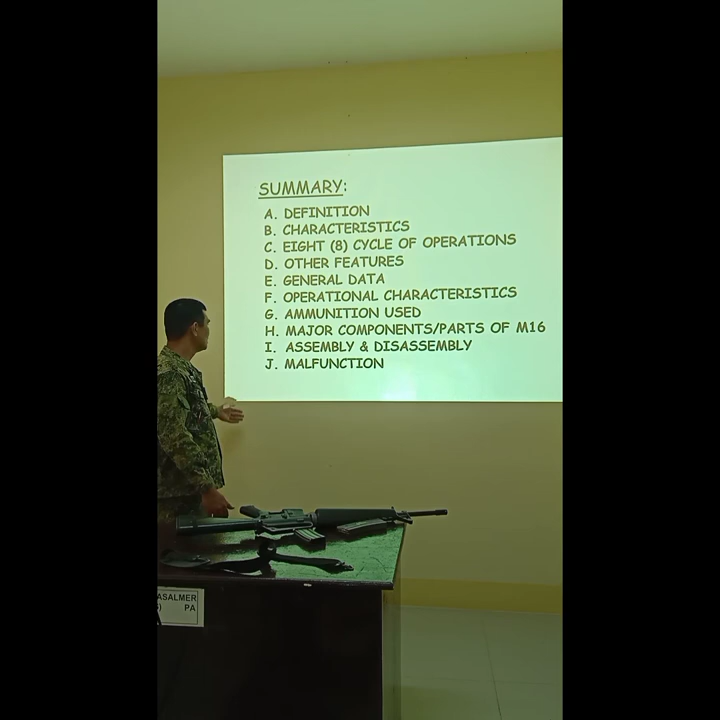 SUMMARY:
A. DEFINITION
B. CHARACTERISTICS
C. EIGHT (8) CYCLE OF OPERATIONS
D. OTHER FEATURES
E. GENERAL DATA
F. OPERATIONAL CHARACTERISTICS
G. AMMUNITION USED
H. MAJOR COMPONENTS/PARTS OF M16
I. ASSEMBLY & DISASSEMBLY
J. MALFUNCTION
ASALMER
) PA